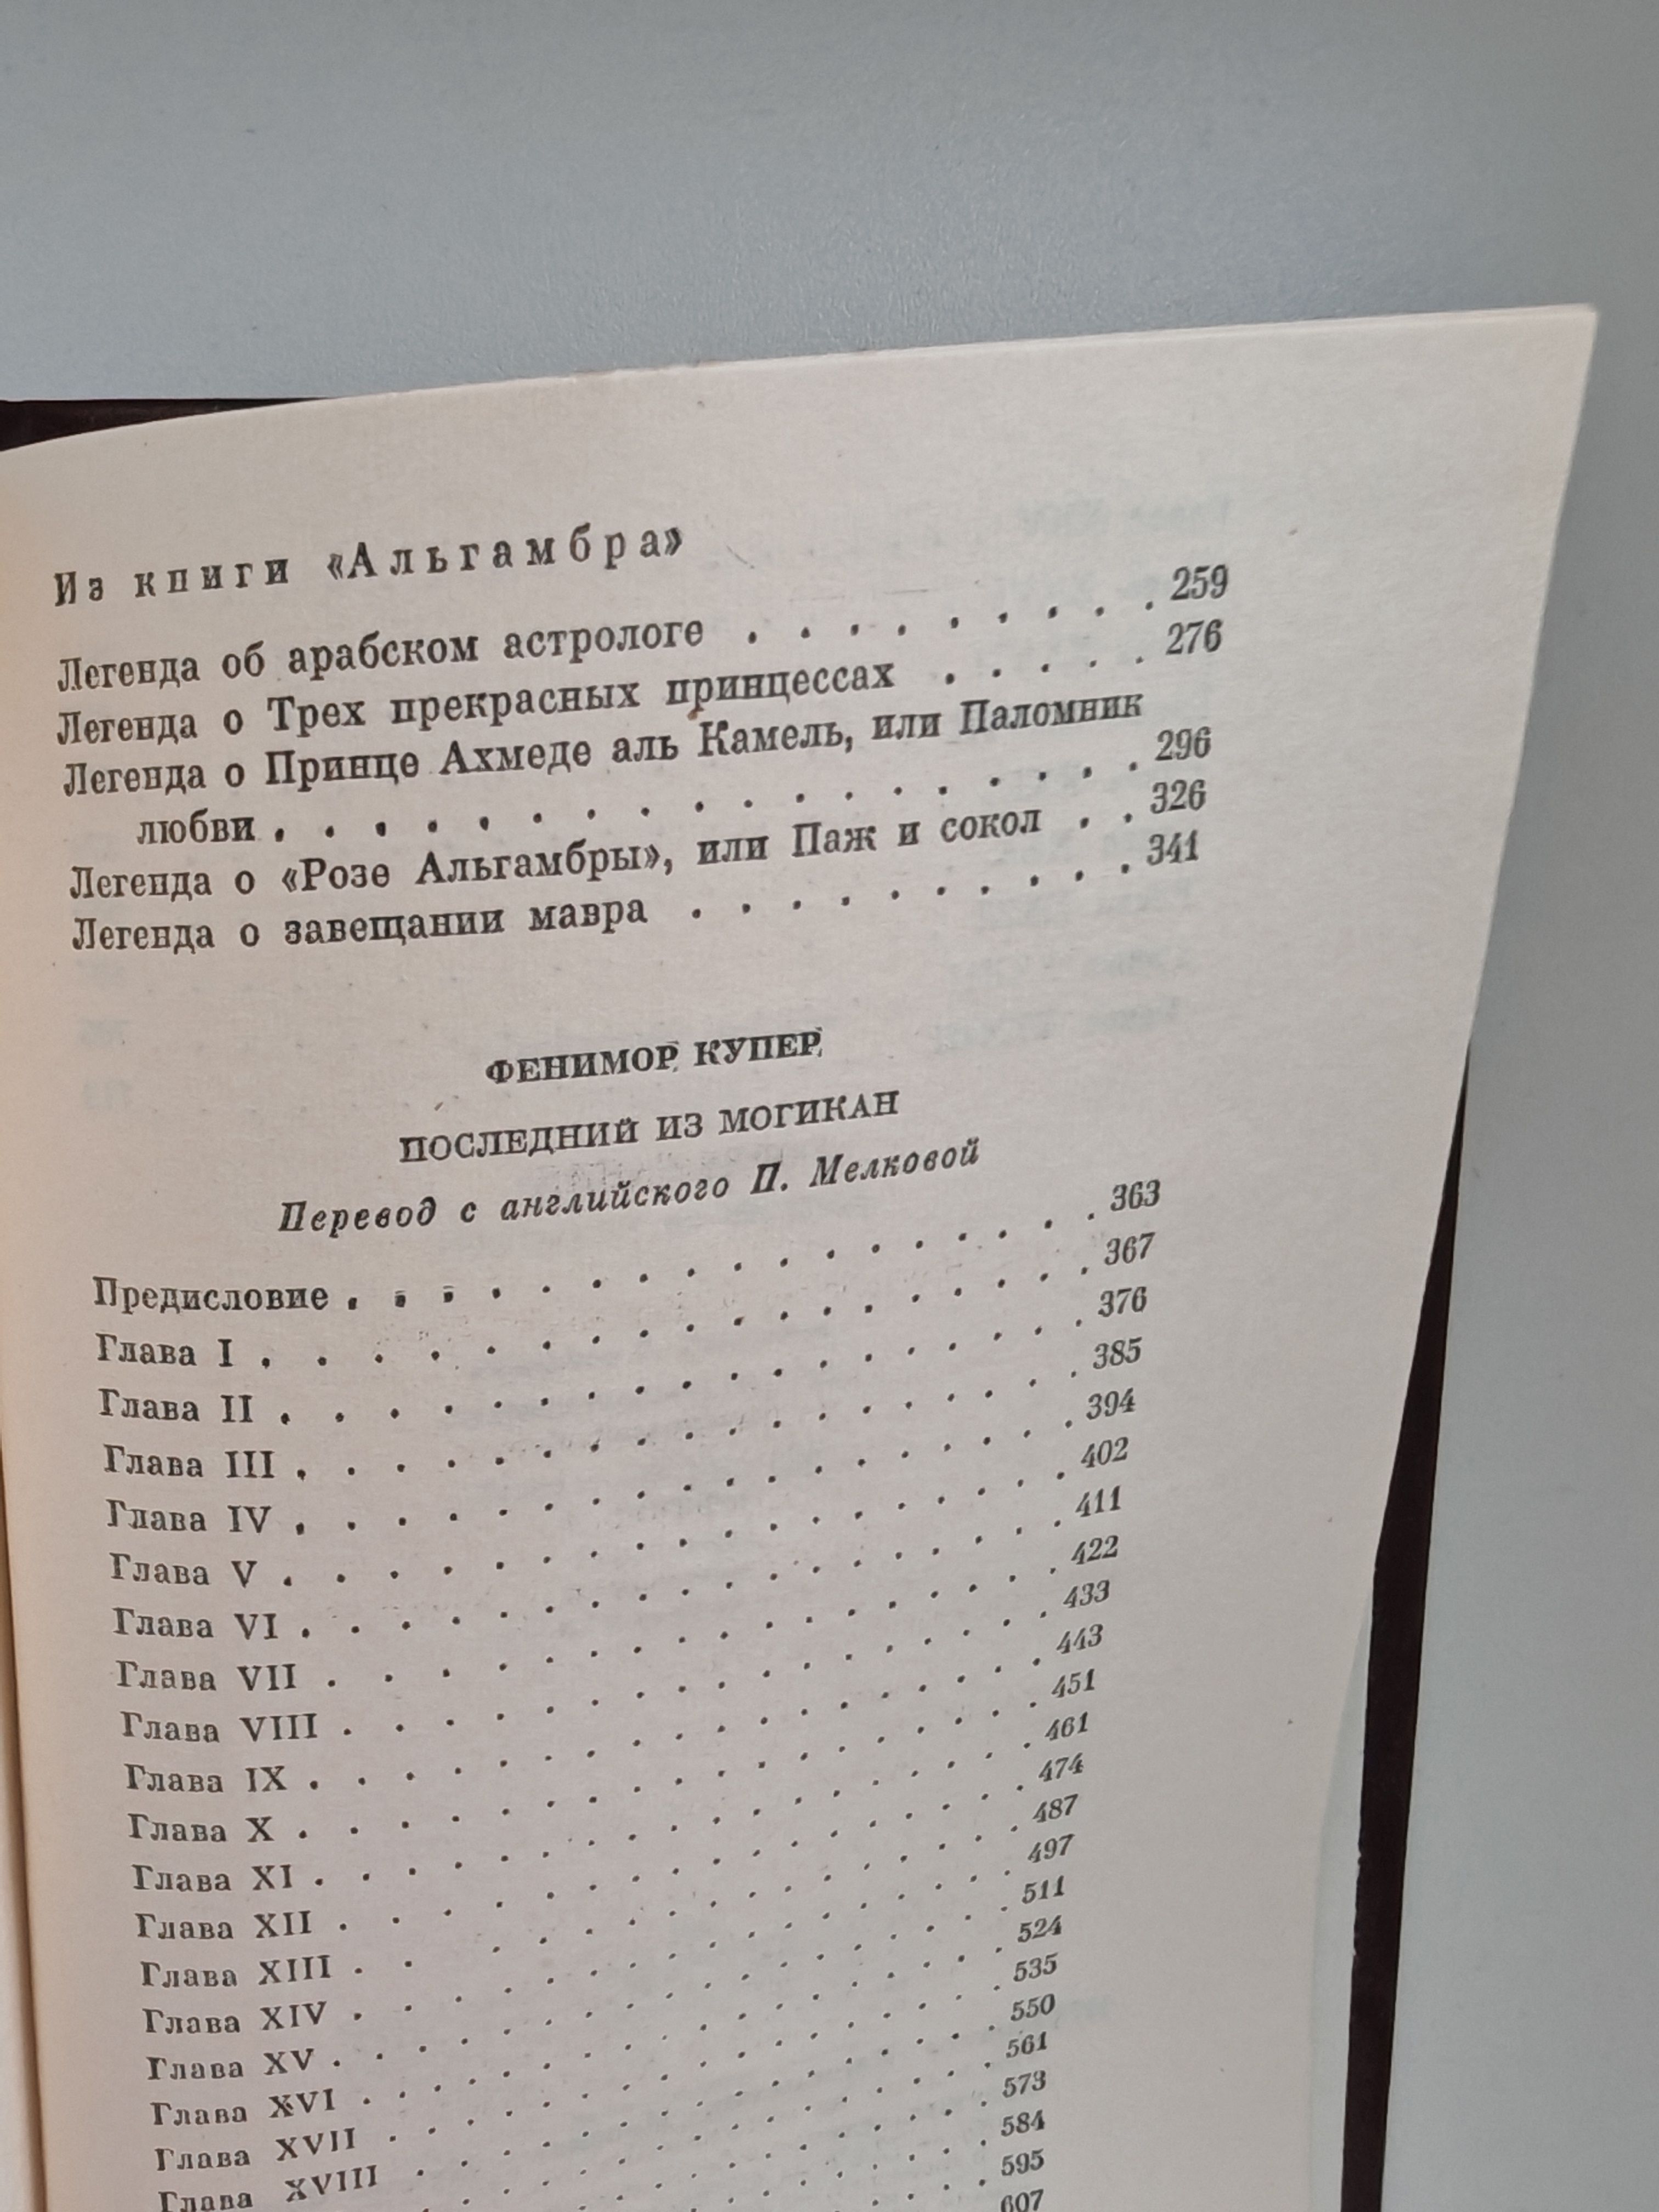 Из книги «Альгамбра»
Легенда об арабском астрологе . . . . . . . . . 259
Легенда о Трех прекрасных принцессах . . . . . 276
Легенда о Принце Ахмеде аль Камель, или Паломник
любви . . . . . . . . . . . . . . . . . . 296
Легенда о «Розе Альгамбры», или Паж и сокол . . 326
Легенда о завещании мавра . . . . . . . . . . 341
ФЕНИМОР КУПЕР
ПОСЛЕДНИЙ ИЗ МОГИКАН
Перевод с английского П. Мелковой
Предисловие . . . . . . . . . . . . . . . . 363
Глава I . . . . . . . . . . . . . . . . . . 367
Глава II . . . . . . . . . . . . . . . . . 376
Глава III . . . . . . . . . . . . . . . . . 385
Глава IV . . . . . . . . . . . . . . . . . 394
Глава V . . . . . . . . . . . . . . . . . 402
Глава VI . . . . . . . . . . . . . . . . . 411
Глава VII . . . . . . . . . . . . . . . . 422
Глава VIII . . . . . . . . . . . . . . . . 433
Глава IX . . . . . . . . . . . . . . . . . 443
Глава X . . . . . . . . . . . . . . . . . 451
Глава XI . . . . . . . . . . . . . . . . . 461
Глава XII . . . . . . . . . . . . . . . . 474
Глава XIII . . . . . . . . . . . . . . . . 487
Глава XIV . . . . . . . . . . . . . . . . 497
Глава XV . . . . . . . . . . . . . . . . . 511
Глава XVI . . . . . . . . . . . . . . . . 524
Глава XVII . . . . . . . . . . . . . . . . 535
Глава XVIII . . . . . . . . . . . . . . . 550
561
573
584
595
607